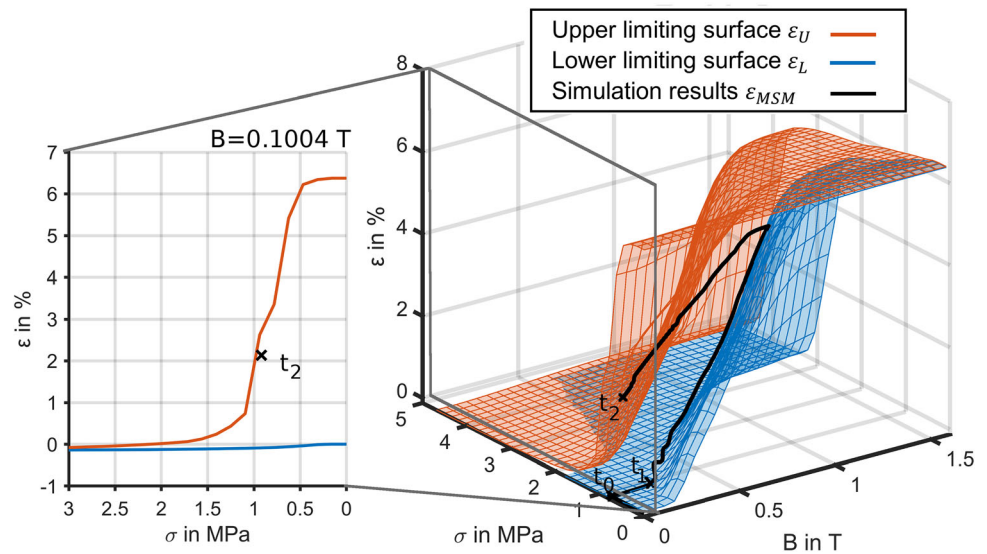 Upper limiting surface ε_U
Lower limiting surface ε_L
Simulation results ε_MSM
B=0.1004 T
7
6
5
4
3
2
1
0
-1
ε in %
3
2.5
2
1.5
1
0.5
0
σ in MPa
t_2
8
6
4
2
0
ε in %
5
4
3
2
1
0
σ in MPa
0
0.5
1
1.5
B in T
t_2
t_1
t_0